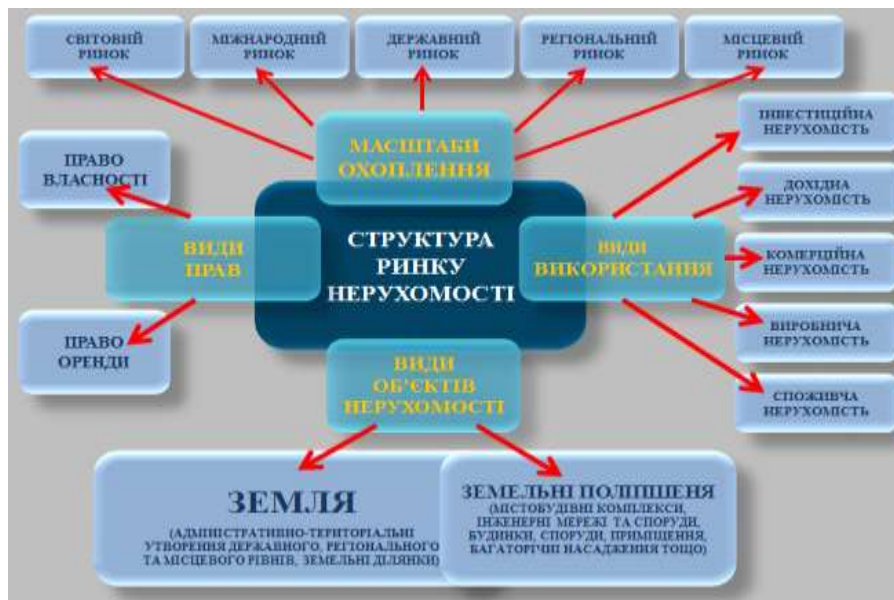 СВІТОВИЙ
РИНОК
МІЖНАРОДНИЙ
РИНОК
ДЕРЖАВНИЙ
РИНОК
РЕГІОНАЛЬНИЙ
РИНОК
МІСЦЕВИЙ
РИНОК
МАСШТАБИ
ОХОПЛЕННЯ
ПРАВО
ВЛАСНОСТІ
ВИДИ
ПРАВ
ПРАВО
ОРЕНДИ
СТРУКТУРА
РИНКУ
НЕРУХОМОСТІ
ВИДИ
ВИКОРИСТАННЯ
ІНВЕСТИЦІЙНА
НЕРУХОМІСТЬ
ДОХІДНА
НЕРУХОМІСТЬ
КОМЕРЦІЙНА
НЕРУХОМІСТЬ
ВИРОБНИЧА
НЕРУХОМІСТЬ
СПОЖИВЧА
НЕРУХОМІСТЬ
ВИДИ
ОБ'ЄКТІВ
НЕРУХОМОСТІ
ЗЕМЛЯ
(АДМІНІСТРАТИВНО-ТЕРИТОРІАЛЬНІ
УТВОРЕННЯ ДЕРЖАВНОГО, РЕГІОНАЛЬНОГО
ТА МІСЦЕВОГО РІВНІВ, ЗЕМЕЛЬНІ ДІЛЯНКИ)
ЗЕМЕЛЬНІ ПОЛІПШЕНЯ
(МІСТОБУДІВНІ КОМПЛЕКСИ,
ІНЖЕНЕРНІ МЕРЕЖІ ТА СПОРУДИ,
БУДИНКИ, СПОРУДИ, ПРИМІЩЕННЯ,
БАГАТОРІЧНІ НАСАДЖЕННЯ ТОЩО)